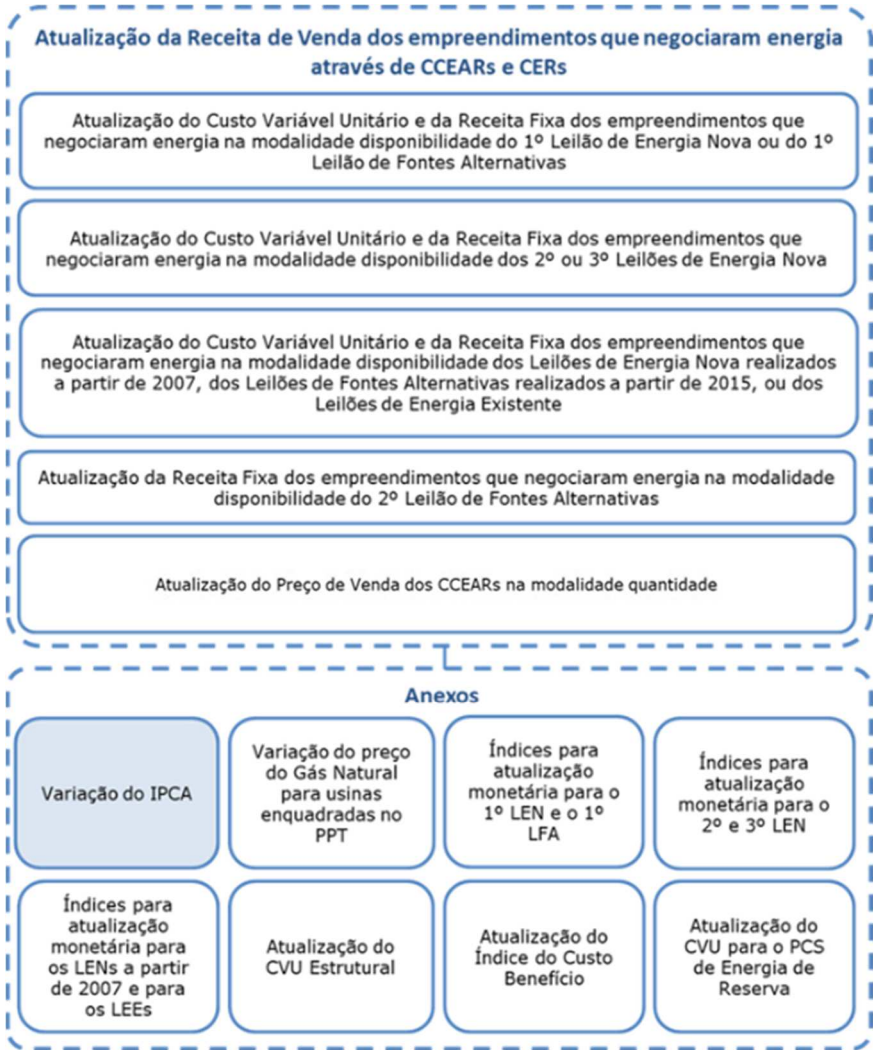 Atualização da Receita de Venda dos empreendimentos que negociaram energia
através de CCEARs e CERs
Atualização do Custo Variável Unitário e da Receita Fixa dos empreendimentos que
negociaram energia na modalidade disponibilidade do 1º Leilão de Energia Nova ou do 1º
Leilão de Fontes Alternativas
Atualização do Custo Variável Unitário e da Receita Fixa dos empreendimentos que
negociaram energia na modalidade disponibilidade dos 2º ou 3º Leilões de Energia Nova
Atualização do Custo Variável Unitário e da Receita Fixa dos empreendimentos que
negociaram energia na modalidade disponibilidade dos Leilões de Energia Nova realizados
a partir de 2007, dos Leilões de Fontes Alternativas realizados a partir de 2015, ou dos
Leilões de Energia Existente
Atualização da Receita Fixa dos empreendimentos que negociaram energia na modalidade
disponibilidade do 2º Leilão de Fontes Alternativas
Atualização do Preço de Venda dos CCEARs na modalidade quantidade
Anexos
Variação do IPCA
Variação do preço
do Gás Natural
para usinas
enquadradas no
PPT
Índices para
atualização
monetária para o
1º LEN e o 1º
LFA
Índices para
atualização
monetária para o
2º e 3º LEN
Índices para
atualização
monetária para
os LENs a partir
de 2007 e para
os LEEs
Atualização do
CVU Estrutural
Atualização do
Índice do Custo
Benefício
Atualização do
CVU para o PCS
de Energia de
Reserva